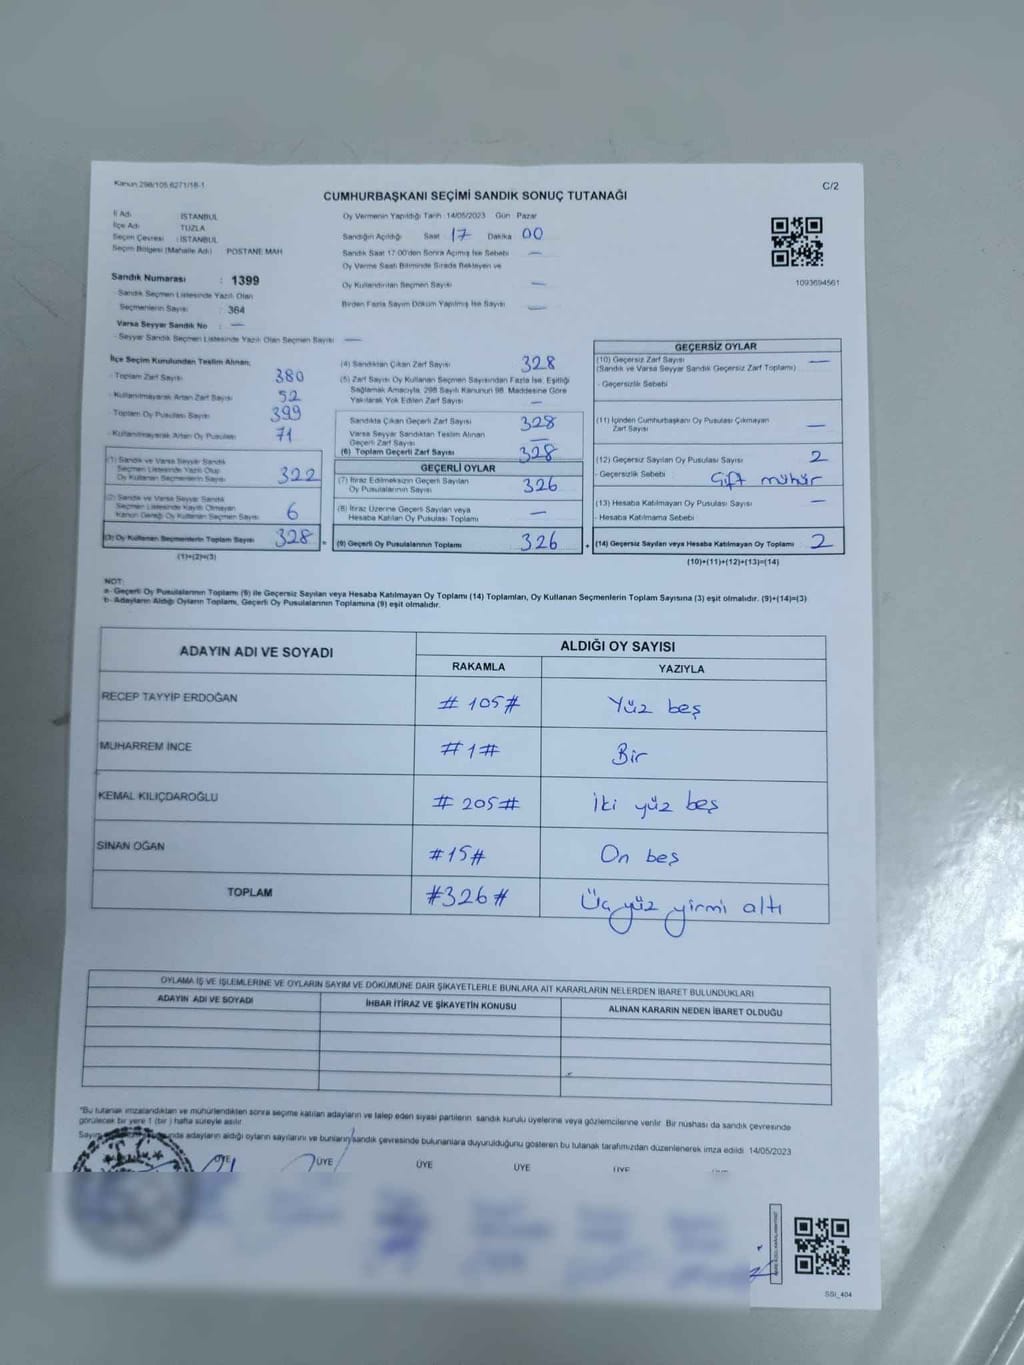 Kanun 298/105 6271/18-1
C/2
CUMHURBAŞKANI SEÇİMİ SANDIK SONUÇ TUTANAĞI
İl Adı İSTANBUL
İlçe Adı TUZLA
Seçim Çevresi : İSTANBUL
Seçim Bölgesi (Mahalle Adı) POSTANE MAH
Sandık Numarası : 1399
Sandık Seçmen Listesinde Yazılı Olan
Seçmenlerin Sayısı : 364
Varsa Seyyar Sandık No : —
- Seyyar Sandık Seçmen Listesinde Yazılı Olan Seçmen Sayısı —
Oy Vermenin Yapıldığı Tarih :14/05/2023 Gün Pazar
Sandığın Açıldığı Saat 17 Dakika 00
Sandık Saat 17:00'den Sonra Açılmış İse Sebebi —
Oy Verme Saati Bitiminde Sırada Bekleyen ve
Oy Kullandırılan Seçmen Sayısı —
Birden Fazla Sayım Döküm Yapılmış İse Sayısı —
1093694561
İlçe Seçim Kurulundan Teslim Alınan;
- Toplam Zarf Sayısı 380
- Kullanılmayarak Artan Zarf Sayısı 52
- Toplam Oy Pusulası Sayısı 399
- Kullanılmayarak Artan Oy Pusulası 71
(1) Sandık ve Varsa Seyyar Sandık
Seçmen Listesinde Yazılı Olup
Oy Kullanan Seçmenlerin Sayısı 322
(2) Sandık ve Varsa Seyyar Sandık
Seçmen Listesinde Kayıtlı Olmayan
Kanun Gereği Oy Kullanan Seçmen Sayısı 6
(3) Oy Kullanan Seçmenlerin Toplam Sayısı 328 =
(1)+(2)=(3)
(4) Sandıktan Çıkan Zarf Sayısı 328
(5) Zarf Sayısı Oy Kullanan Seçmen Sayısından Fazla İse, Eşitliği
Sağlamak Amacıyla, 298 Sayılı Kanunun 98. Maddesine Göre
Yakılarak Yok Edilen Zarf Sayısı —
Sandıkta Çıkan Geçerli Zarf Sayısı 328
Varsa Seyyar Sandıktan Teslim Alınan
Geçerli Zarf Sayısı —
(6) Toplam Geçerli Zarf Sayısı 328
GEÇERLİ OYLAR
(7) İtiraz Edilmeksizin Geçerli Sayılan
Oy Pusulalarının Sayısı 326
(8) İtiraz Üzerine Geçerli Sayılan veya
Hesaba Katılan Oy Pusulası Toplamı —
(9) Geçerli Oy Pusulalarının Toplamı 326 +
GEÇERSİZ OYLAR
(10) Geçersiz Zarf Sayısı —
(Sandık ve Varsa Seyyar Sandık Geçersiz Zarf Toplamı)
- Geçersizlik Sebebi
(11) İçinden Cumhurbaşkanı Oy Pusulası Çıkmayan
Zarf Sayısı —
(12) Geçersiz Sayılan Oy Pusulası Sayısı 2
- Geçersizlik Sebebi Çift mühür
(13) Hesaba Katılmayan Oy Pusulası Sayısı —
- Hesaba Katılmama Sebebi
(14) Geçersiz Sayılan veya Hesaba Katılmayan Oy Toplamı 2
(10)+(11)+(12)+(13)=(14)
NOT:
a- Geçerli Oy Pusulalarının Toplamı (9) ile Geçersiz Sayılan veya Hesaba Katılmayan Oy Toplamı (14) Toplamları, Oy Kullanan Seçmenlerin Toplam Sayısına (3) eşit olmalıdır. (9)+(14)=(3)
b- Adayların Aldığı Oyların Toplamı, Geçerli Oy Pusulalarının Toplamına (9) eşit olmalıdır.
ADAYIN ADI VE SOYADI
ALDIĞI OY SAYISI
RAKAMLA YAZIYLA
RECEP TAYYİP ERDOĞAN # 105# Yüz beş
MUHARREM İNCE #1# Bir
KEMAL KILIÇDAROĞLU # 205# İki yüz beş
SİNAN OĞAN #15# On beş
TOPLAM #326# Üç yüz yirmi altı
OYLAMA İŞ VE İŞLEMLERİNE VE OYLARIN SAYIM VE DÖKÜMÜNE DAİR ŞİKAYETLERLE BUNLARA AİT KARARLARIN NELERDEN İBARET BULUNDUKLARI
ADAYIN ADI VE SOYADI İHBAR İTİRAZ VE ŞİKAYETİN KONUSU ALINAN KARARIN NEDEN İBARET OLDUĞU
*Bu tutanak imzalandıktan ve mühürlendikten sonra seçime katılan adayların ve talep eden siyasi partilerin sandık kurulu üyelerine veya gözlemcilerine verilir. Bir nüshası da sandık çevresinde
görülecek bir yere 1 (bir) hafta süreyle asılır.
adayların aldığı oyların sayılarını ve bunların sandık çevresinde bulunanlara duyurulduğunu gösteren bu tutanak tarafımızdan düzenlenerek imza edildi. 14/05/2023
ÜYE ÜYE ÜYE ÜYE ÜYE
SSI_404